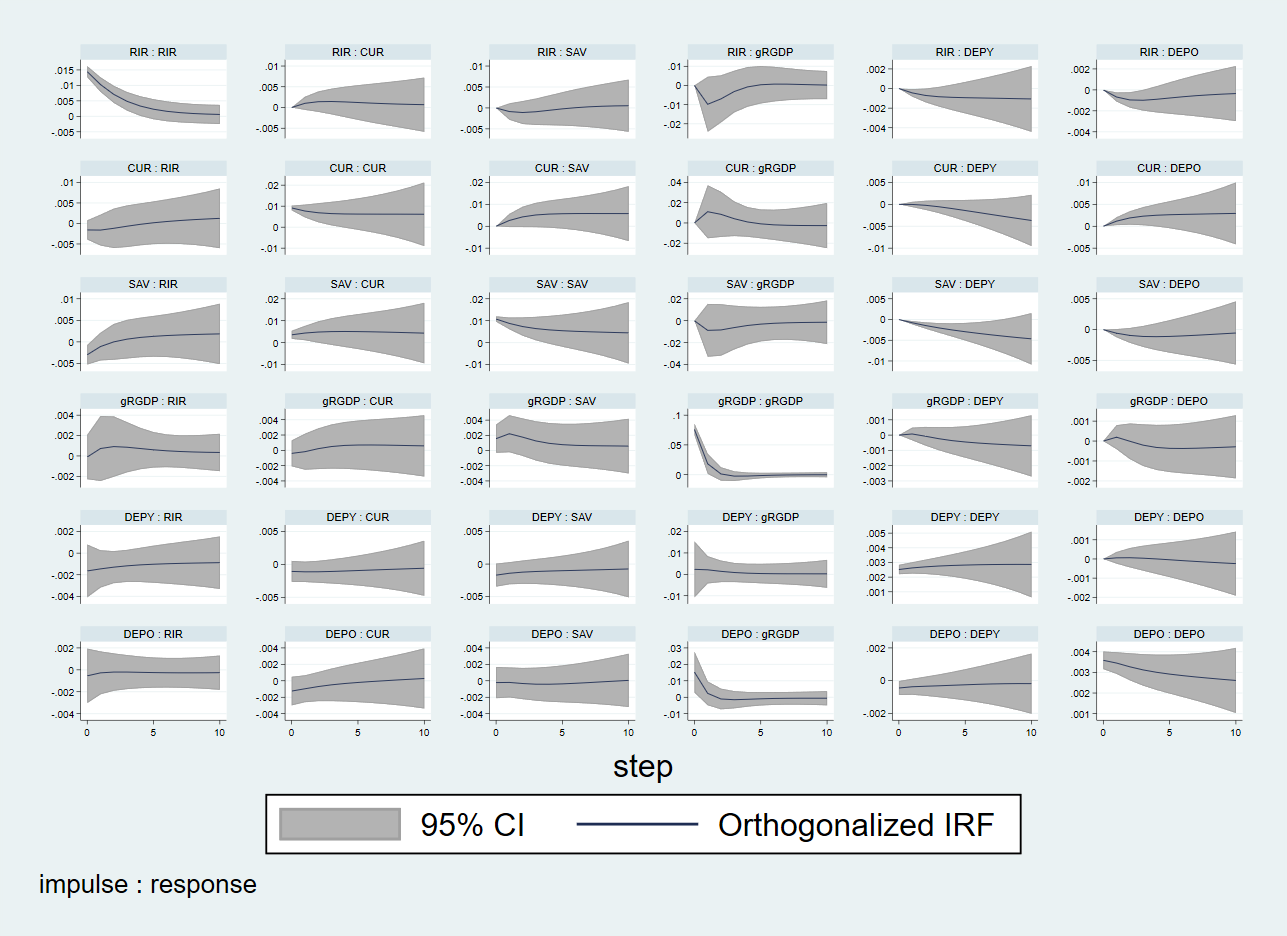 RIR : RIR RIR : CUR RIR : SAV RIR : gRGDP RIR : DEPY RIR : DEPO
.015 .01 .005 0 -.005
.01 .005 0 -.005
.01 .005 0 -.005
.01 0 -.01 -.02
.002 0 -.002 -.004
.002 0 -.002 -.004
CUR : RIR CUR : CUR CUR : SAV CUR : gRGDP CUR : DEPY CUR : DEPO
.01 .005 0 -.005
.02 .01 0 -.01
.02 .01 0 -.01
.04 .02 0 -.02
.005 0 -.005 -.01
.01 .005 0 -.005
SAV : RIR SAV : CUR SAV : SAV SAV : gRGDP SAV : DEPY SAV : DEPO
.01 .005 0 -.005
.02 .01 0 -.01
.02 .01 0 -.01
.02 0 -.02 -.04
.005 0 -.005 -.01
.005 0 -.005
gRGDP : RIR gRGDP : CUR gRGDP : SAV gRGDP : gRGDP gRGDP : DEPY gRGDP : DEPO
.004 .002 0 -.002
.004 .002 0 -.002 -.004
.004 .002 0 -.002 -.004
.1 .05 0
.001 0 -.001 -.002 -.003
.001 0 -.001 -.002
DEPY : RIR DEPY : CUR DEPY : SAV DEPY : gRGDP DEPY : DEPY DEPY : DEPO
.002 0 -.002 -.004
.005 0 -.005
.005 0 -.005
.02 .01 0 -.01
.005 .004 .003 .002 .001
.001 0 -.001 -.002
DEPO : RIR DEPO : CUR DEPO : SAV DEPO : gRGDP DEPO : DEPY DEPO : DEPO
.002 0 -.002 -.004
.004 .002 0 -.002 -.004
.004 .002 0 -.002 -.004
.03 .02 .01 0 -.01
.002 0 -.002
.004 .003 .002 .001
0 5 10 0 5 10 0 5 10 0 5 10 0 5 10 0 5 10
step
95% CI Orthogonalized IRF
impulse : response